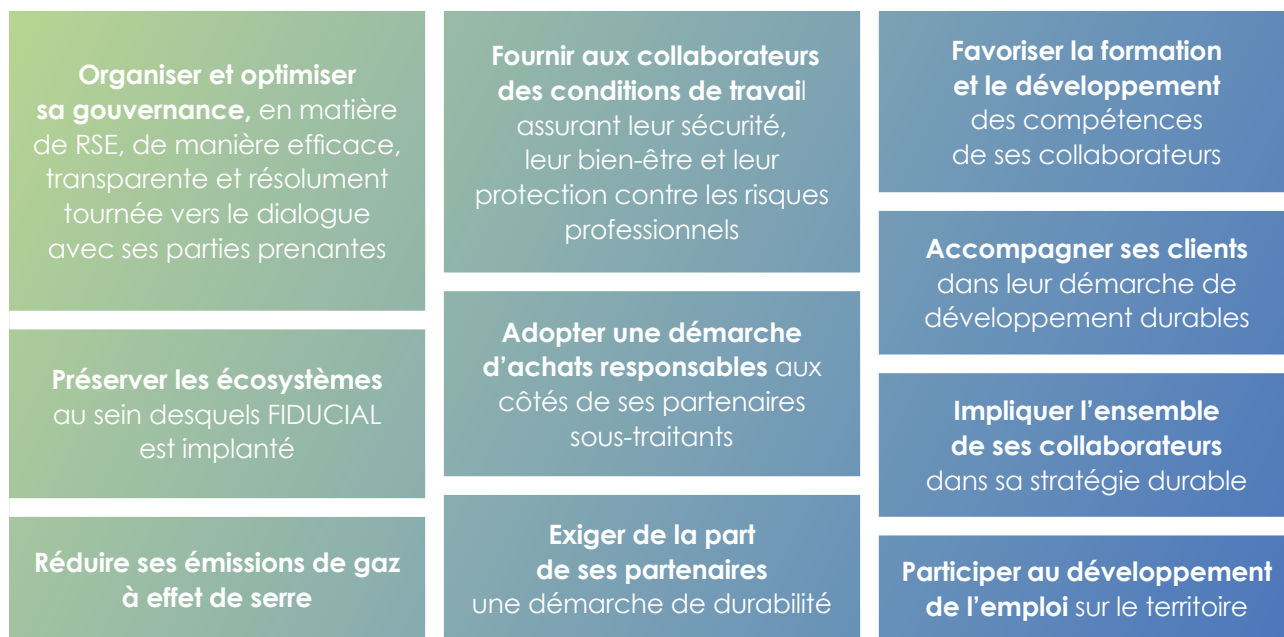 Organiser et optimiser
sa gouvernance, en matière
de RSE, de manière efficace,
transparente et résolument
tournée vers le dialogue
avec ses parties prenantes
Préserver les écosystèmes
au sein desquels FIDUCIAL
est implanté
Réduire ses émissions de gaz
à effet de serre
Fournir aux collaborateurs
des conditions de travail
assurant leur sécurité,
leur bien-être et leur
protection contre les risques
professionnels
Adopter une démarche
d’achats responsables aux
côtés de ses partenaires
sous-traitants
Exiger de la part
de ses partenaires
une démarche de durabilité
Favoriser la formation
et le développement
des compétences
de ses collaborateurs
Accompagner ses clients
dans leur démarche de
développement durables
Impliquer l’ensemble
de ses collaborateurs
dans sa stratégie durable
Participer au développement
de l’emploi sur le territoire